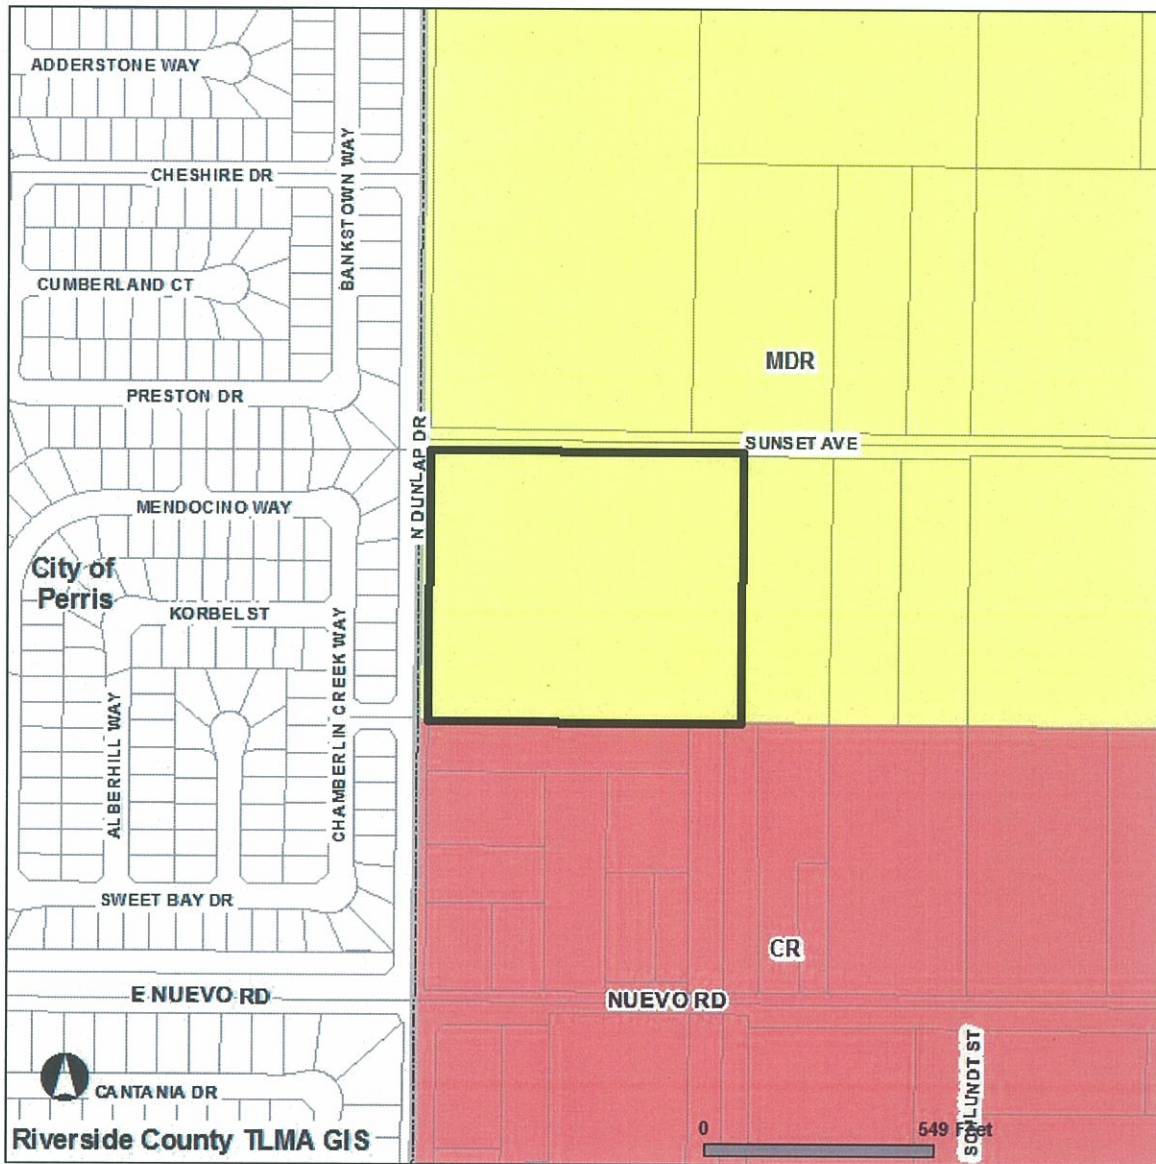 ADDERSTONE WAY
BANKSTOWN WAY
CHESHIRE DR
CUMBERLAND CT
MDR
PRESTON DR
N DUNLAP DR
SUNSET AVE
MENDOCINO WAY
City of
Perris
KORBEL ST
CHAMBERLIN CREEK WAY
ALBERHILL WAY
SWEET BAY DR
CR
E NUEVO RD
NUEVO RD
CANTANIA DR
0
549 Feet
Riverside County TLMA GIS